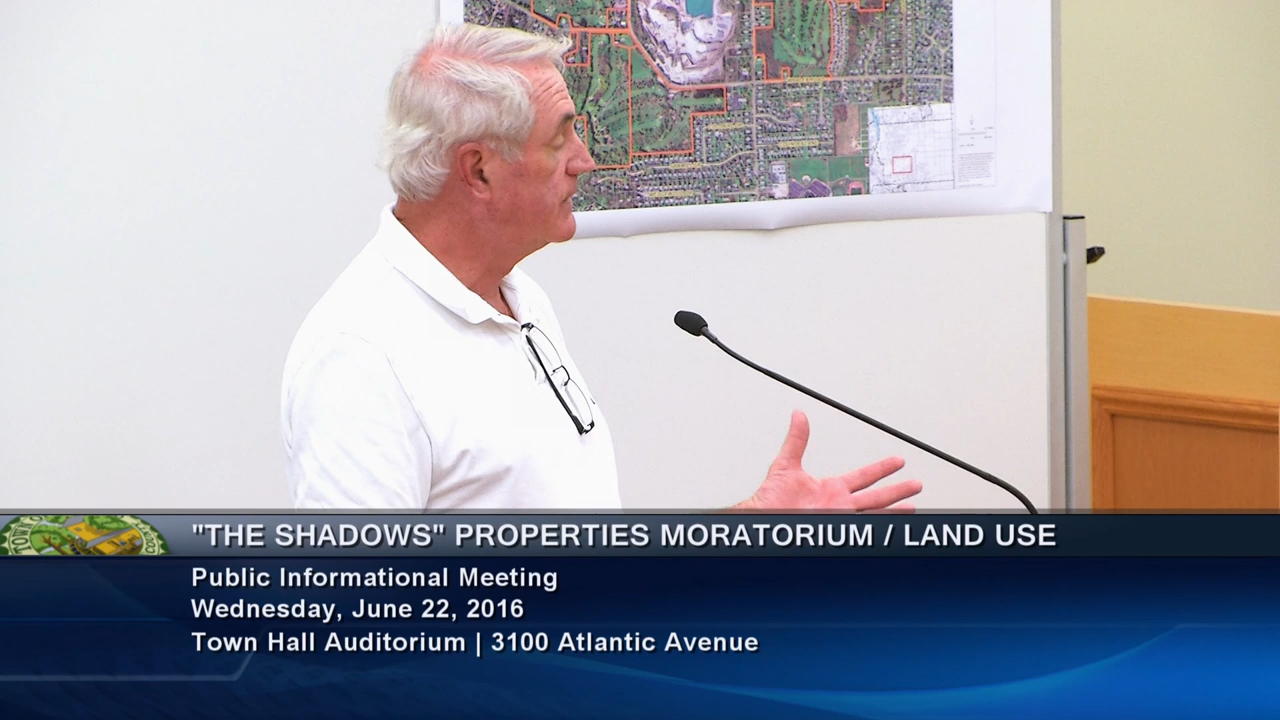 "THE SHADOWS" PROPERTIES MORATORIUM / LAND USE
Public Informational Meeting
Wednesday, June 22, 2016
Town Hall Auditorium | 3100 Atlantic Avenue